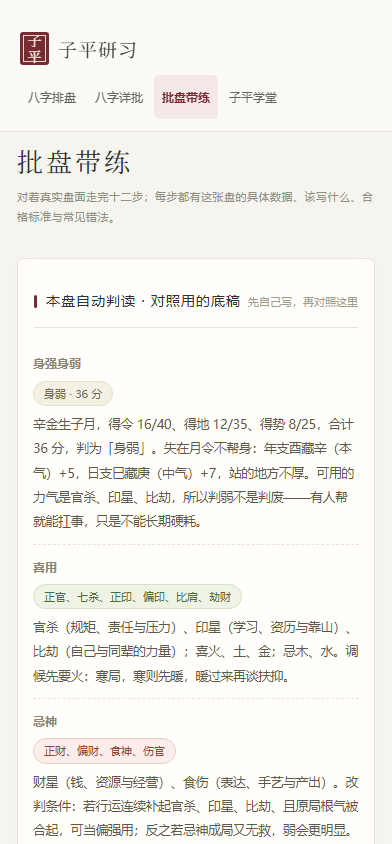 子平
子平研习
八字排盘 八字详批 批盘带练 子平学堂
批盘带练
对着真实盘面走完十二步；每步都有这张盘的具体数据、该写什么、合
格标准与常见错法。
本盘自动判读 · 对照用的底稿 先自己写，再对照这里
身强身弱
身弱 · 36 分
辛金生子月，得令 16/40、得地 12/35、得势 8/25，合计
36 分，判为「身弱」。失在月令不帮身：年支酉藏辛（本
气）+5，日支巳藏庚（中气）+7，站的地方不厚。可用的
力气是官杀、印星、比劫，所以判弱不是判废——有人帮
就能扛事，只是不能长期硬耗。
喜用
正官、七杀、正印、偏印、比肩、劫财
官杀（规矩、责任与压力）、印星（学习、资历与靠山）、
比劫（自己与同辈的力量）；喜火、土、金；忌木、水。调
候先要火：寒局，寒则先暖，暖过来再谈扶抑。
忌神
正财、偏财、食神、伤官
财星（钱、资源与经营）、食伤（表达、手艺与产出）。改
判条件：若行运连续补起官杀、印星、比劫、且原局根气被
合起，可当偏强用；反之若忌神成局又无救，弱会更明显。